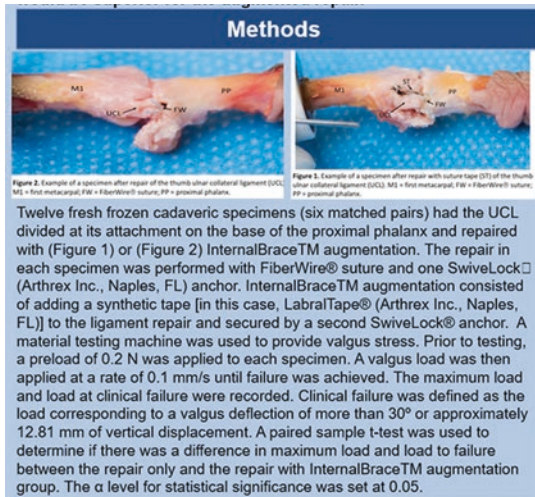 Methods
M1
PP
UCL
FW
M1
ST
PP
UCL
FW
Figure 2. Example of a specimen after repair of the thumb ulnar collateral ligament (UCL)
M1 = first metacarpal; FW = FiberWire® suture; PP = proximal phalanx.
Figure 1. Example of a specimen after repair with suture tape (ST) of the thumb
ulnar collateral ligament (UCL). M1 = first metacarpal; FW = FiberWire® suture;
PP = proximal phalanx.
Twelve fresh frozen cadaveric specimens (six matched pairs) had the UCL
divided at its attachment on the base of the proximal phalanx and repaired
with (Figure 1) or (Figure 2) InternalBraceTM augmentation. The repair in
each specimen was performed with FiberWire® suture and one SwiveLock□
(Arthrex Inc., Naples, FL) anchor. InternalBraceTM augmentation consisted
of adding a synthetic tape [in this case, LabralTape® (Arthrex Inc., Naples,
FL)] to the ligament repair and secured by a second SwiveLock® anchor. A
material testing machine was used to provide valgus stress. Prior to testing,
a preload of 0.2 N was applied to each specimen. A valgus load was then
applied at a rate of 0.1 mm/s until failure was achieved. The maximum load
and load at clinical failure were recorded. Clinical failure was defined as the
load corresponding to a valgus deflection of more than 30º or approximately
12.81 mm of vertical displacement. A paired sample t-test was used to
determine if there was a difference in maximum load and load to failure
between the repair only and the repair with InternalBraceTM augmentation
group. The α level for statistical significance was set at 0.05.